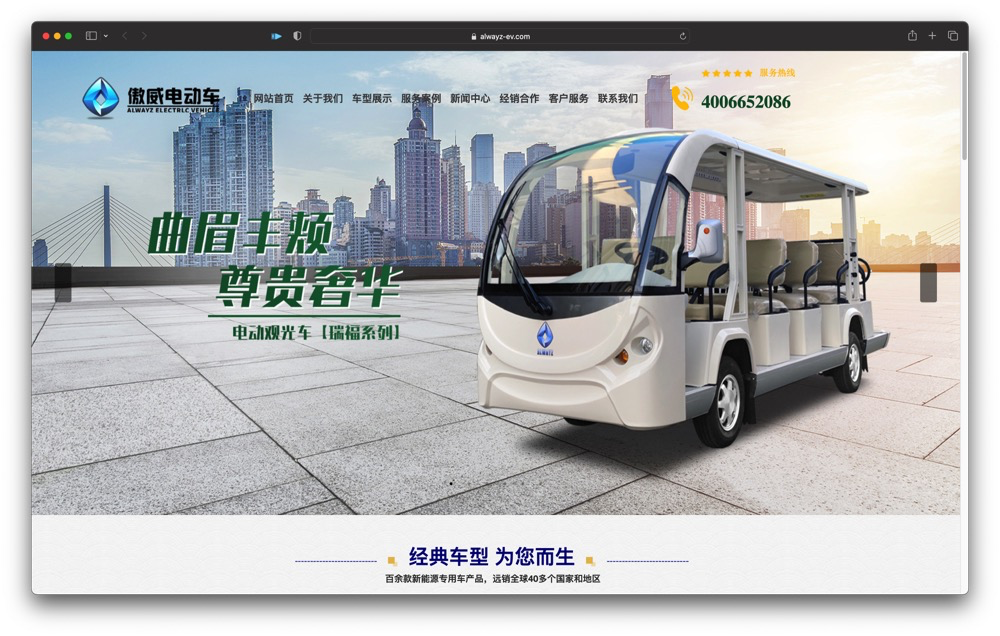 alwayz-ev.com
服务热线
傲威电动车
ALWAYZ ELECTRLC VEHICLE
网站首页 关于我们 车型展示 服务案例 新闻中心 经销合作 客户服务 联系我们
4006652086
曲眉丰颊
尊贵奢华
电动观光车【瑞福系列】
ALWAYZ
经典车型 为您而生
百余款新能源专用车产品，远销全球40多个国家和地区